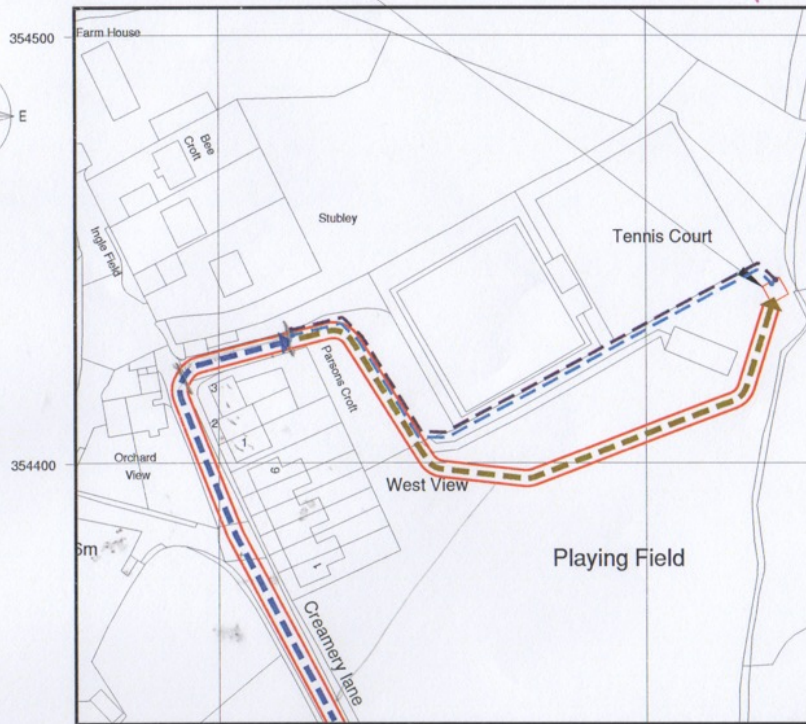 354500
Farm House
E
Bee
Croft
Stubley
Ingle Field
Tennis Court
Parsons Croft
3
2
1
6
1
Orchard
View
354400
West View
Playing Field
Creamery lane